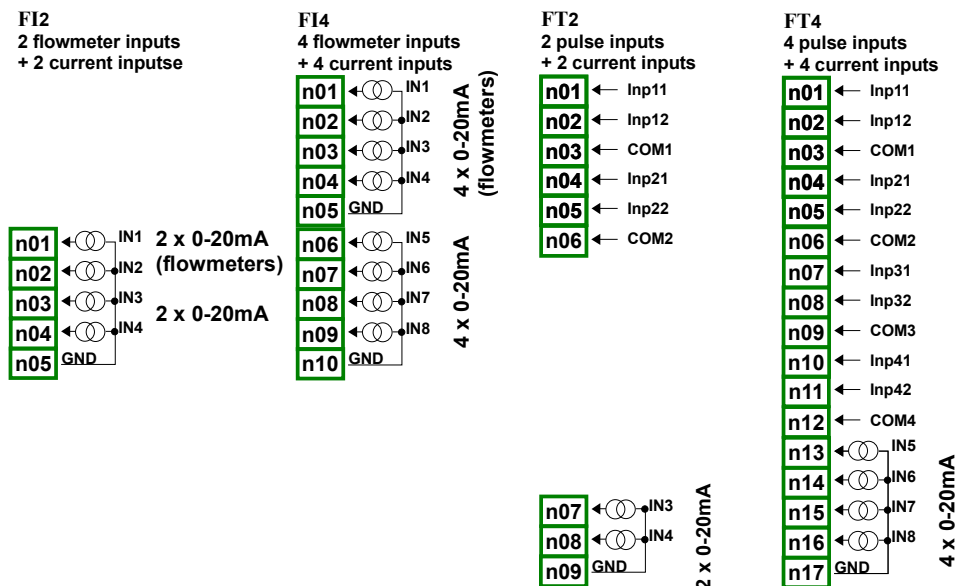 FI2
2 flowmeter inputs
+ 2 current inputse
n01
IN1
n02
IN2
n03
IN3
n04
IN4
n05
GND
2 x 0-20mA
(flowmeters)
2 x 0-20mA
FI4
4 flowmeter inputs
+ 4 current inputs
n01
IN1
n02
IN2
n03
IN3
n04
IN4
n05
GND
4 x 0-20mA
(flowmeters)
n06
IN5
n07
IN6
n08
IN7
n09
IN8
n10
GND
4 x 0-20mA
FT2
2 pulse inputs
+ 2 current inputs
n01
Inp11
n02
Inp12
n03
COM1
n04
Inp21
n05
Inp22
n06
COM2
n07
IN3
n08
IN4
n09
GND
2 x 0-20mA
FT4
4 pulse inputs
+ 4 current inputs
n01
Inp11
n02
Inp12
n03
COM1
n04
Inp21
n05
Inp22
n06
COM2
n07
Inp31
n08
Inp32
n09
COM3
n10
Inp41
n11
Inp42
n12
COM4
n13
IN5
n14
IN6
n15
IN7
n16
IN8
n17
GND
4 x 0-20mA